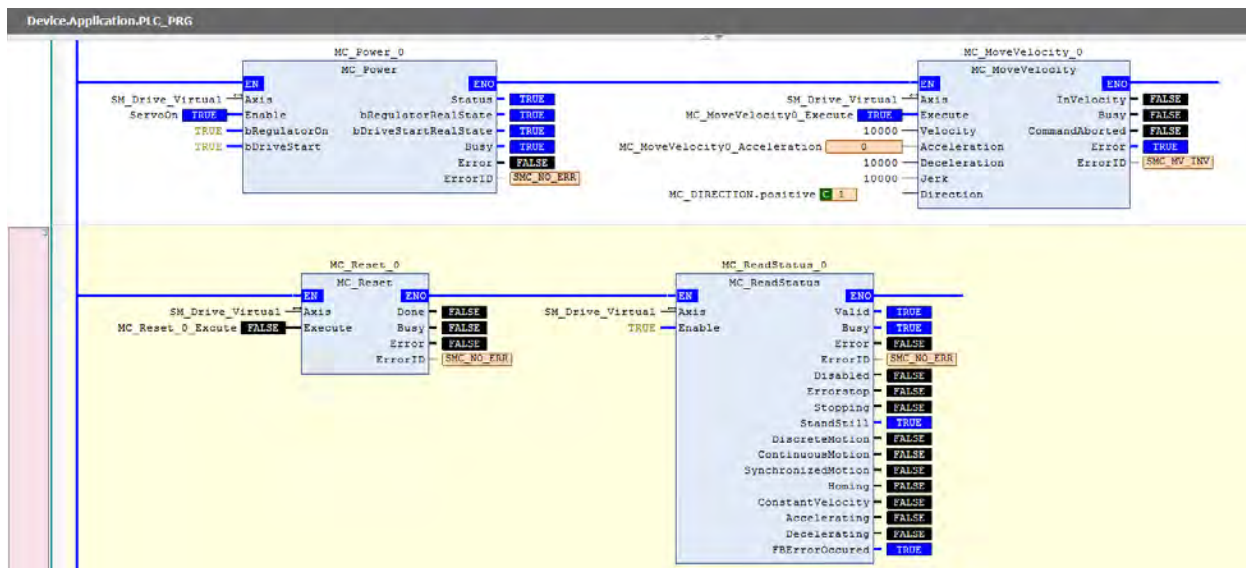 Device.Application.PLC_PRG
MC_Power_0
MC_Power
EN ENO
SM_Drive_Virtual Axis Status TRUE
ServoOn TRUE Enable bRegulatorRealState TRUE
TRUE bRegulatorOn bDriveStartRealState TRUE
TRUE bDriveStart Busy TRUE
Error FALSE
ErrorID SMC_NO_ERR
MC_MoveVelocity_0
MC_MoveVelocity
EN ENO
SM_Drive_Virtual Axis InVelocity FALSE
MC_MoveVelocity0_Execute TRUE Execute Busy FALSE
10000 Velocity CommandAborted FALSE
MC_MoveVelocity0_Acceleration 0 Acceleration Error TRUE
10000 Deceleration ErrorID SMC_MV_INV
10000 Jerk
MC_DIRECTION.positive C 1 Direction
MC_Reset_0
MC_Reset
EN ENO
SM_Drive_Virtual Axis Done FALSE
MC_Reset_0_Excute FALSE Execute Busy FALSE
Error FALSE
ErrorID SMC_NO_ERR
MC_ReadStatus_0
MC_ReadStatus
EN ENO
SM_Drive_Virtual Axis Valid TRUE
TRUE Enable Busy TRUE
Error FALSE
ErrorID SMC_NO_ERR
Disabled FALSE
Errorstop FALSE
Stopping FALSE
StandStill TRUE
DiscreteMotion FALSE
ContinuousMotion FALSE
SynchronizedMotion FALSE
Homing FALSE
ConstantVelocity FALSE
Accelerating FALSE
Decelerating FALSE
FBErrorOccured TRUE